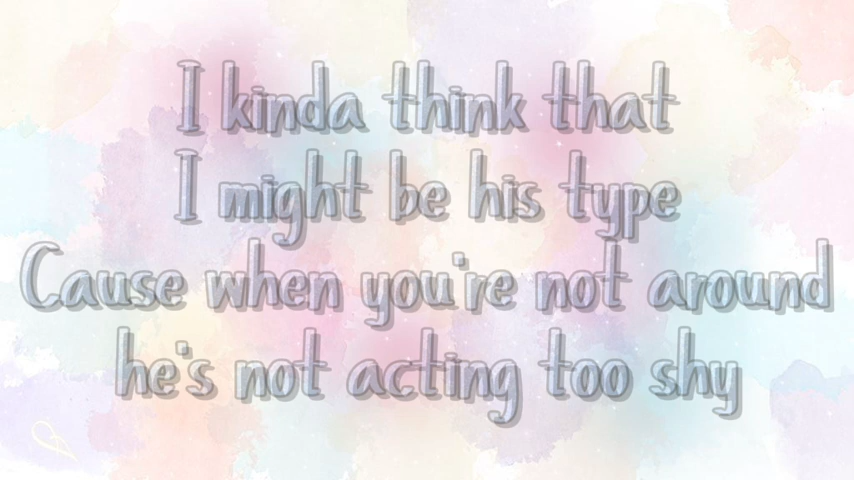 I kinda think that
I might be his type
Cause when you're not around
he's not acting too shy